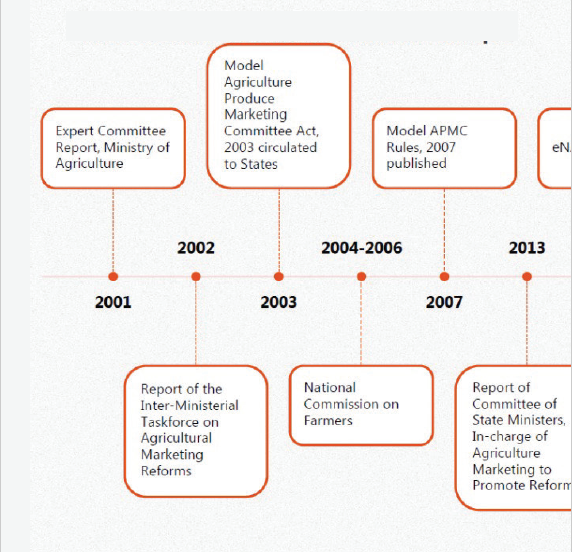 Model
Agriculture
Produce
Marketing
Committee Act,
2003 circulated
to States
Expert Committee
Report, Ministry of
Agriculture
Model APMC
Rules, 2007
published
2002
2004-2006
2013
2001
2003
2007
Report of the
Inter-Ministerial
Taskforce on
Agricultural
Marketing
Reforms
National
Commission on
Farmers
Report of
Committee of
State Ministers,
In-charge of
Agriculture
Marketing to
Promote Reform